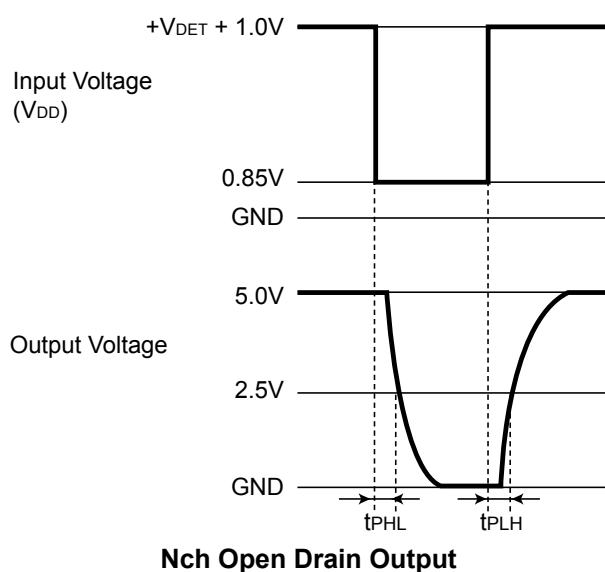 +VDET + 1.0V
Input Voltage
(VDD)
0.85V
GND
5.0V
Output Voltage
2.5V
GND
tPHL
tPLH
Nch Open Drain Output